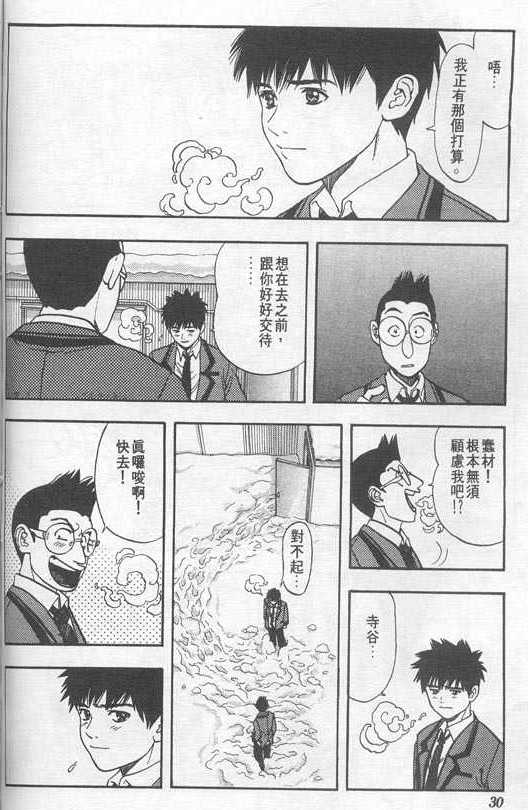 唔⋯
我正有那個打算。
想在去之前，
跟你好好交待
⋯⋯
蠢材！
根本無須
顧慮我吧!?
寺谷⋯
對不起⋯
真囉唆啊！
快去！
30